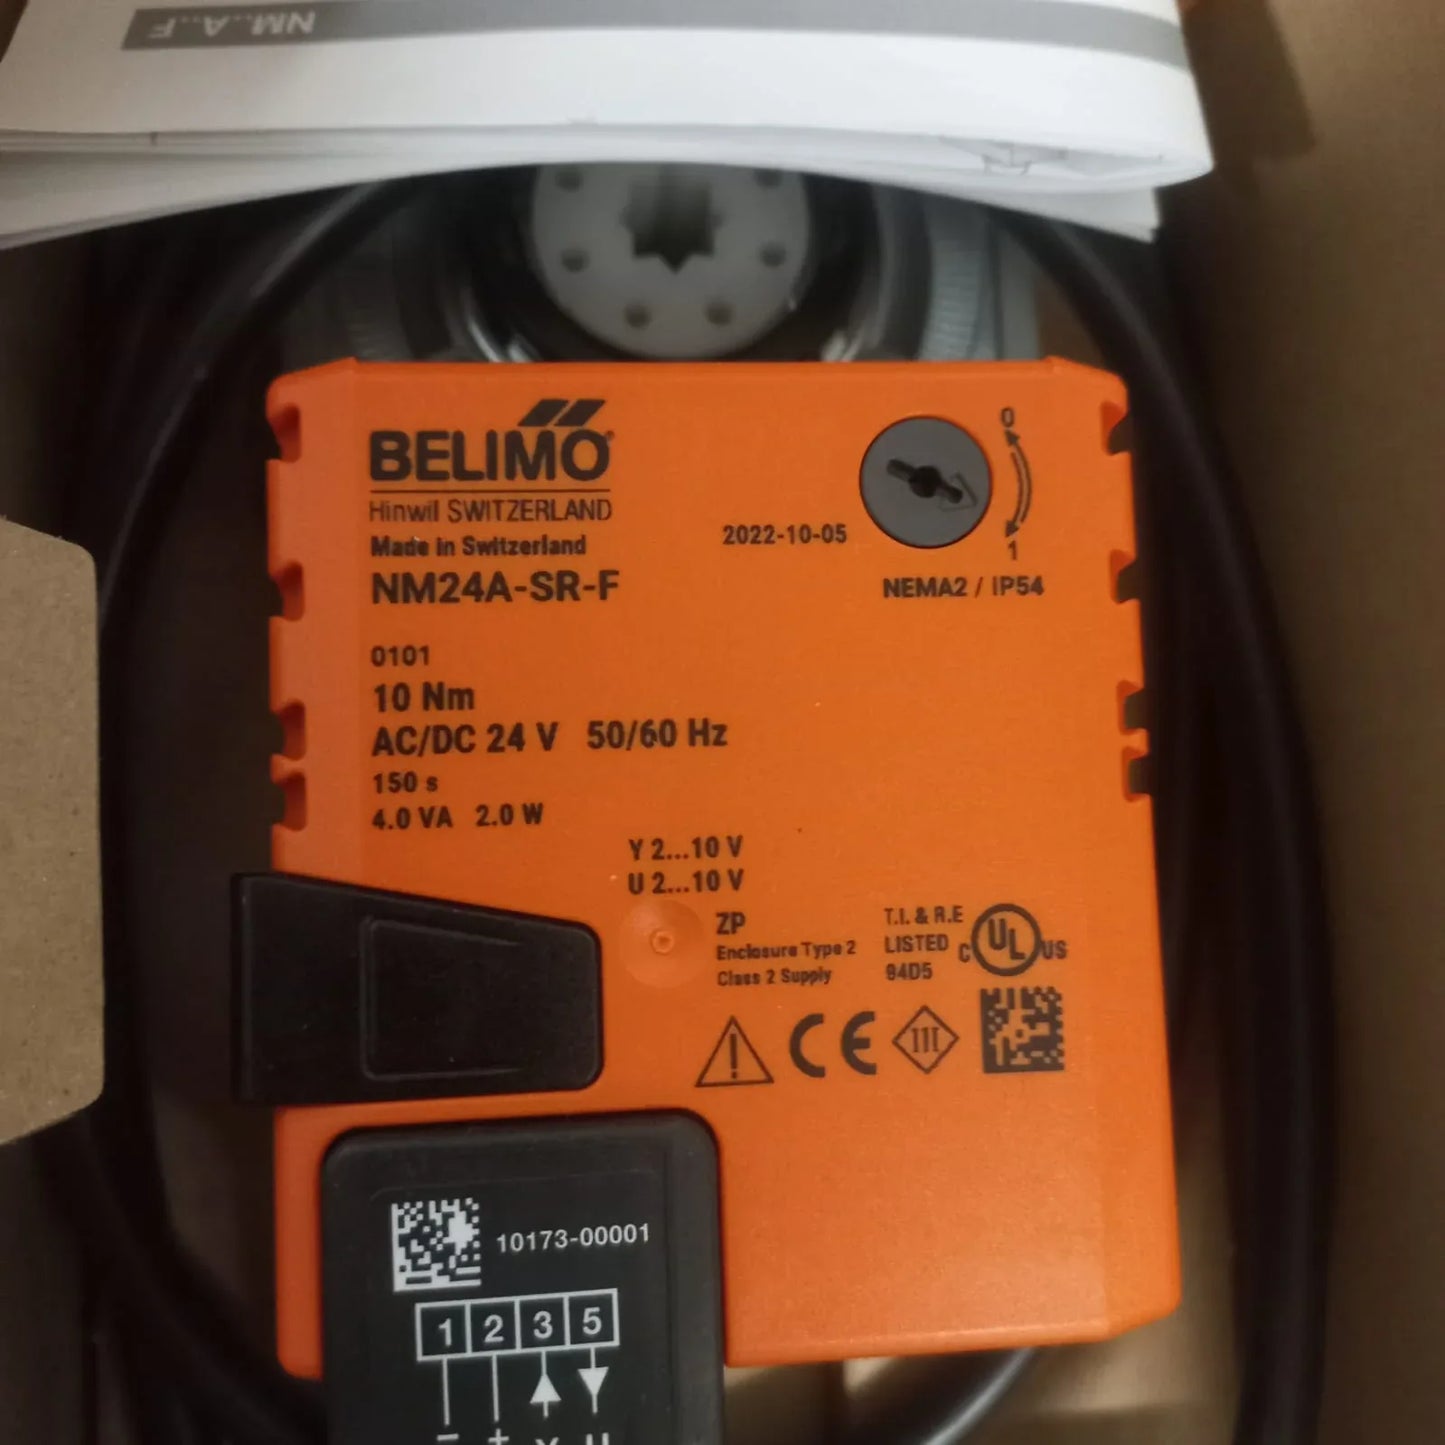 NM..A..F
BELIMO®
Hinwil SWITZERLAND
Made in Switzerland
NM24A-SR-F
2022-10-05
0
1
NEMA2 / IP54
0101
10 Nm
AC/DC 24 V 50/60 Hz
150 s
4.0 VA 2.0 W
Y 2...10 V
U 2...10 V
ZP
Enclosure Type 2
Class 2 Supply
T.I. & R.E
LISTED
94D5
C UL US
CE
III
10173-00001
1 2 3 5
− + Y U